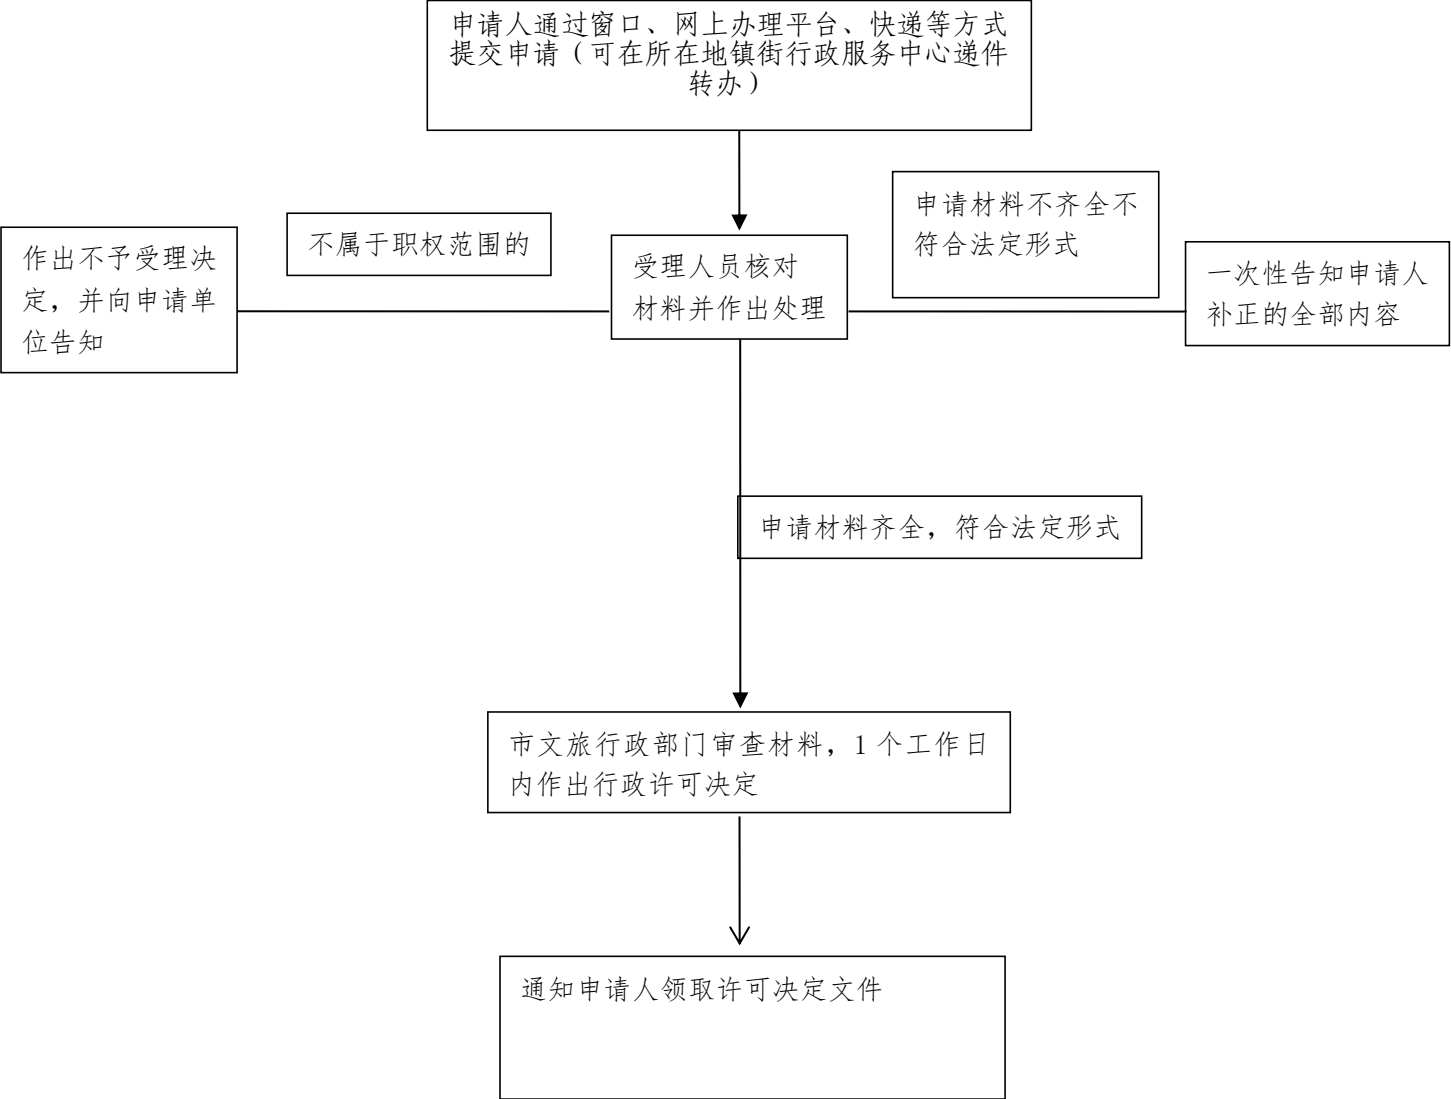 申请人通过窗口、网上办理平台、快递等方式
提交申请（可在所在地镇街行政服务中心递件
转办）
申请材料不齐全不
符合法定形式
不属于职权范围的
作出不予受理决
定，并向申请单
位告知
受理人员核对
材料并作出处理
一次性告知申请人
补正的全部内容
申请材料齐全，符合法定形式
市文旅行政部门审查材料，1 个工作日
内作出行政许可决定
通知申请人领取许可决定文件